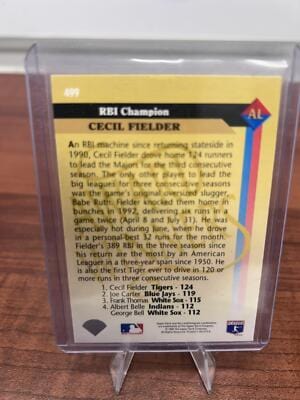 499
RBI Champion
CECIL FIELDER
AL
An RBI machine since returning stateside in
1990, Cecil Fielder drove home 124 runners
to lead the Majors for the third consecutive
season. The only other player to lead the
big leagues for three consecutive seasons
was the game's original oversized slugger,
Babe Ruth. Fielder knocked them home in
bunches in 1992, delivering six runs in a
game twice (April 8 and July 31). He was
especially hot during June, when he drove
in a personal-best 32 runs for the month.
Fielder's 389 RBI in the three seasons since
his return are the most by an American
Leaguer in a three-year span since 1950. He
is also the first Tiger ever to drive in 120 or
more runs in three consecutive seasons.
1. Cecil Fielder Tigers - 124
2. Joe Carter Blue Jays - 119
3. Frank Thomas White Sox - 115
4. Albert Belle Indians - 112
George Bell White Sox - 112